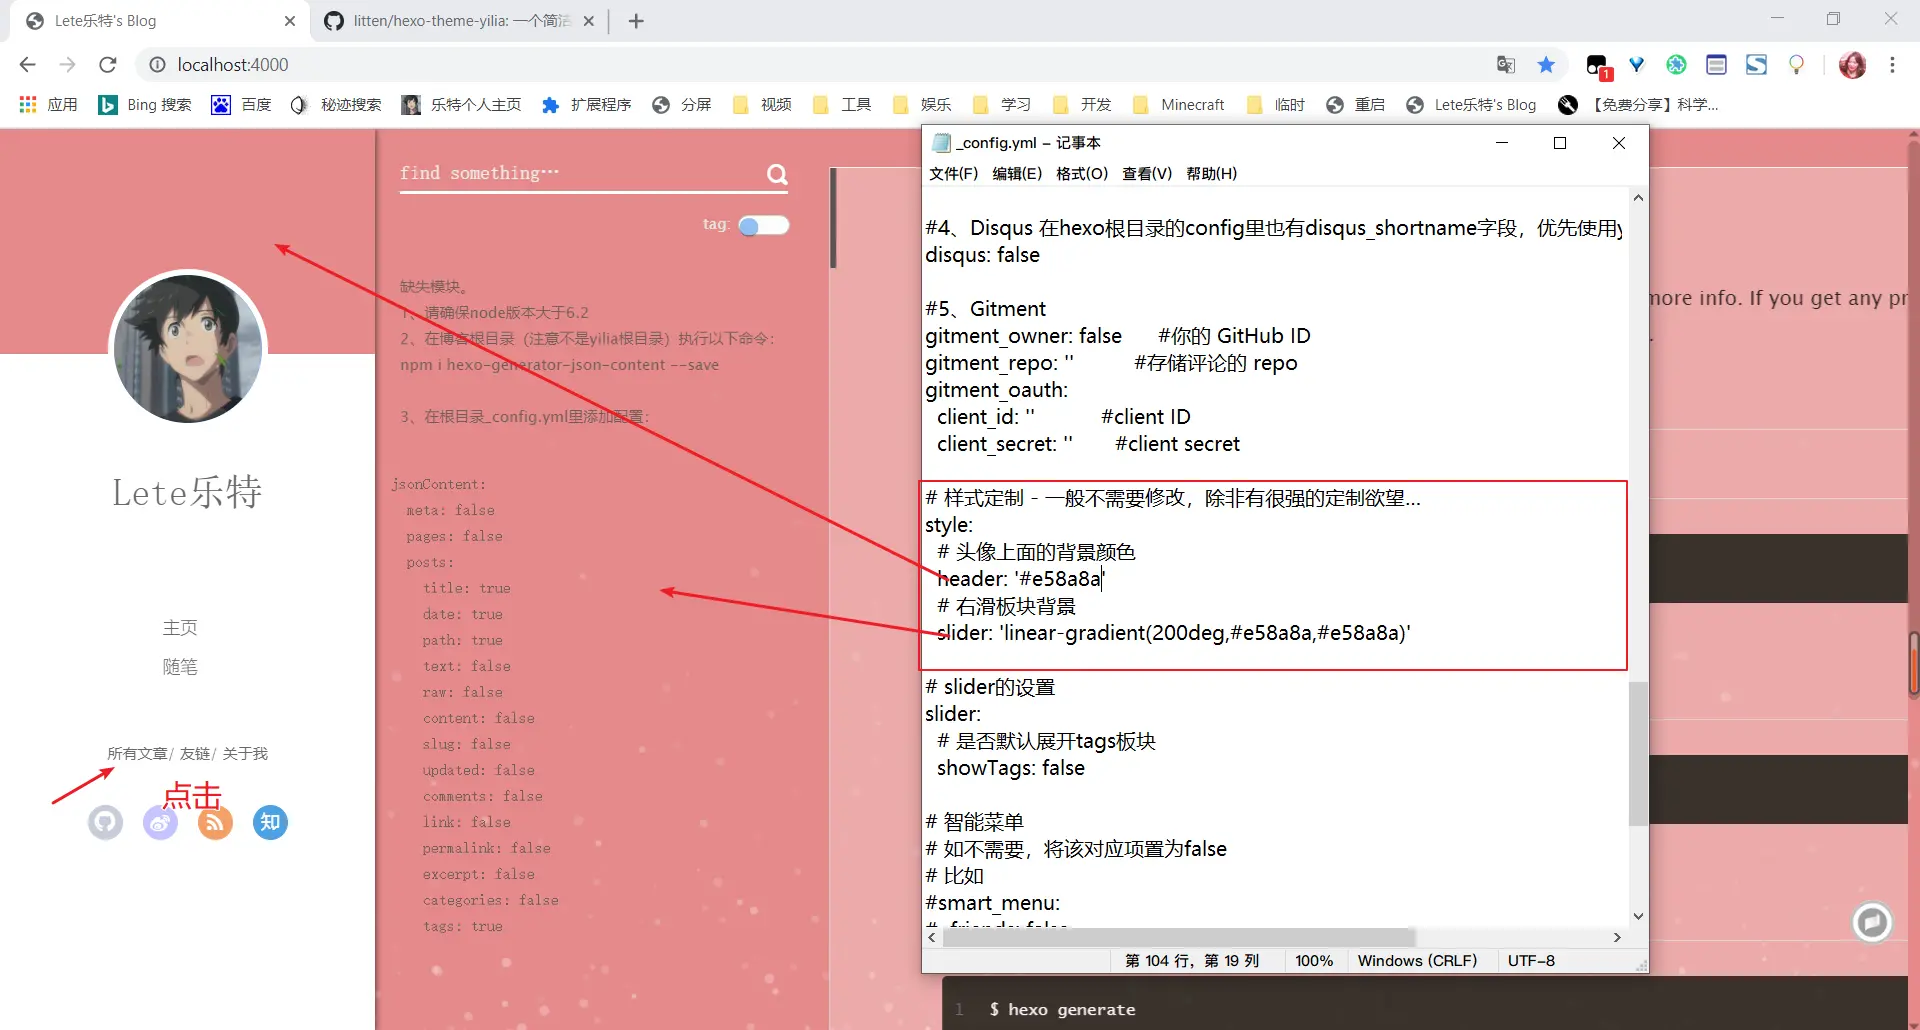 Lete乐特's Blog
litten/hexo-theme-yilia: 一个简洁
localhost:4000
1
应用
Bing 搜索
百度
秘迹搜索
乐特个人主页
扩展程序
分屏
视频
工具
娱乐
学习
开发
Minecraft
临时
重启
Lete乐特's Blog
【免费分享】科学...
find something…
tag:
缺失模块。
1、请确保node版本大于6.2
2、在博客根目录（注意不是yilia根目录）执行以下命令：
npm i hexo-generator-json-content --save
3、在根目录_config.yml里添加配置：
jsonContent:
meta: false
pages: false
posts:
title: true
date: true
path: true
text: false
raw: false
content: false
slug: false
updated: false
comments: false
link: false
permalink: false
excerpt: false
categories: false
tags: true
Lete乐特
主页
随笔
所有文章/ 友链/ 关于我
点击
知
_config.yml - 记事本
文件(F) 编辑(E) 格式(O) 查看(V) 帮助(H)
#4、Disqus 在hexo根目录的config里也有disqus_shortname字段，优先使用y
disqus: false
#5、Gitment
gitment_owner: false #你的 GitHub ID
gitment_repo: '' #存储评论的 repo
gitment_oauth:
client_id: '' #client ID
client_secret: '' #client secret
# 样式定制 - 一般不需要修改，除非有很强的定制欲望…
style:
# 头像上面的背景颜色
header: '#e58a8a'
# 右滑板块背景
slider: 'linear-gradient(200deg,#e58a8a,#e58a8a)'
# slider的设置
slider:
# 是否默认展开tags板块
showTags: false
# 智能菜单
# 如不需要，将该对应项置为false
# 比如
#smart_menu:
# friends: false
第 104 行，第 19 列 100% Windows (CRLF) UTF-8
more info. If you get any pr
.
1 $ hexo generate